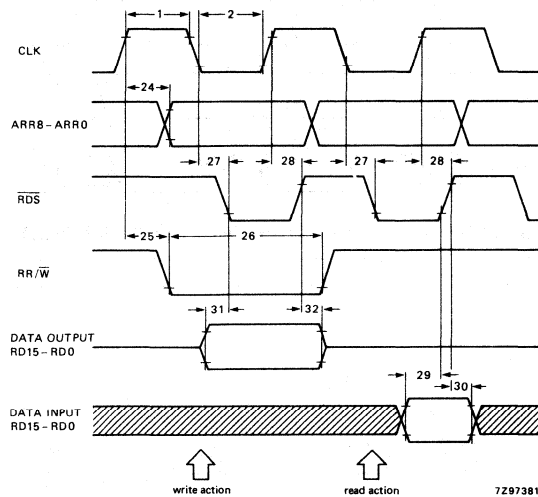 1 2
CLK
24
ARR8-ARR0
27 28 27 28
RDS
25 26
RR/W
31 32
DATA OUTPUT
RD15-RD0
29
30
DATA INPUT
RD15-RD0
write action read action 7Z97381